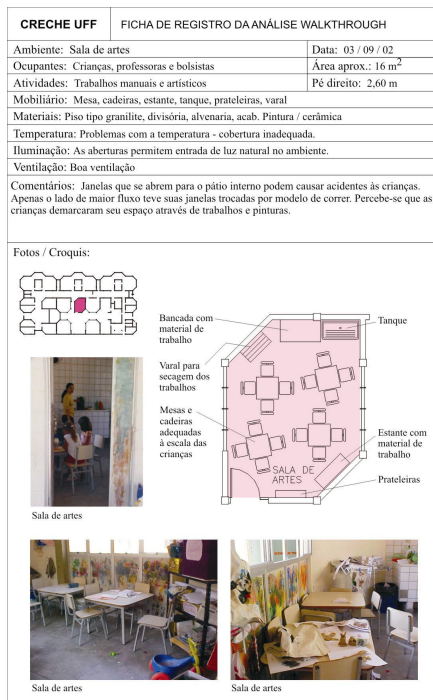 CRECHE UFF
FICHA DE REGISTRO DA ANÁLISE WALKTHROUGH
Ambiente: Sala de artes
Data: 03 / 09 / 02
Ocupantes: Crianças, professoras e bolsistas
Área aprox.: 16 m²
Atividades: Trabalhos manuais e artísticos
Pé direito: 2,60 m
Mobiliário: Mesa, cadeiras, estante, tanque, prateleiras, varal
Materiais: Piso tipo granilite, divisória, alvenaria, acab. Pintura / cerâmica
Temperatura: Problemas com a temperatura - cobertura inadequada.
Iluminação: As aberturas permitem entrada de luz natural no ambiente.
Ventilação: Boa ventilação
Comentários: Janelas que se abrem para o pátio interno podem causar acidentes às crianças.
Apenas o lado de maior fluxo teve suas janelas trocadas por modelo de correr. Percebe-se que as
crianças demarcaram seu espaço através de trabalhos e pinturas.
Fotos / Croquis:
Bancada com
material de
trabalho
Tanque
Varal para
secagem dos
trabalhos
Mesas e
cadeiras
adequadas
à escala das
crianças
Estante com
material de
trabalho
SALA DE
ARTES
Prateleiras
Sala de artes
Sala de artes
Sala de artes